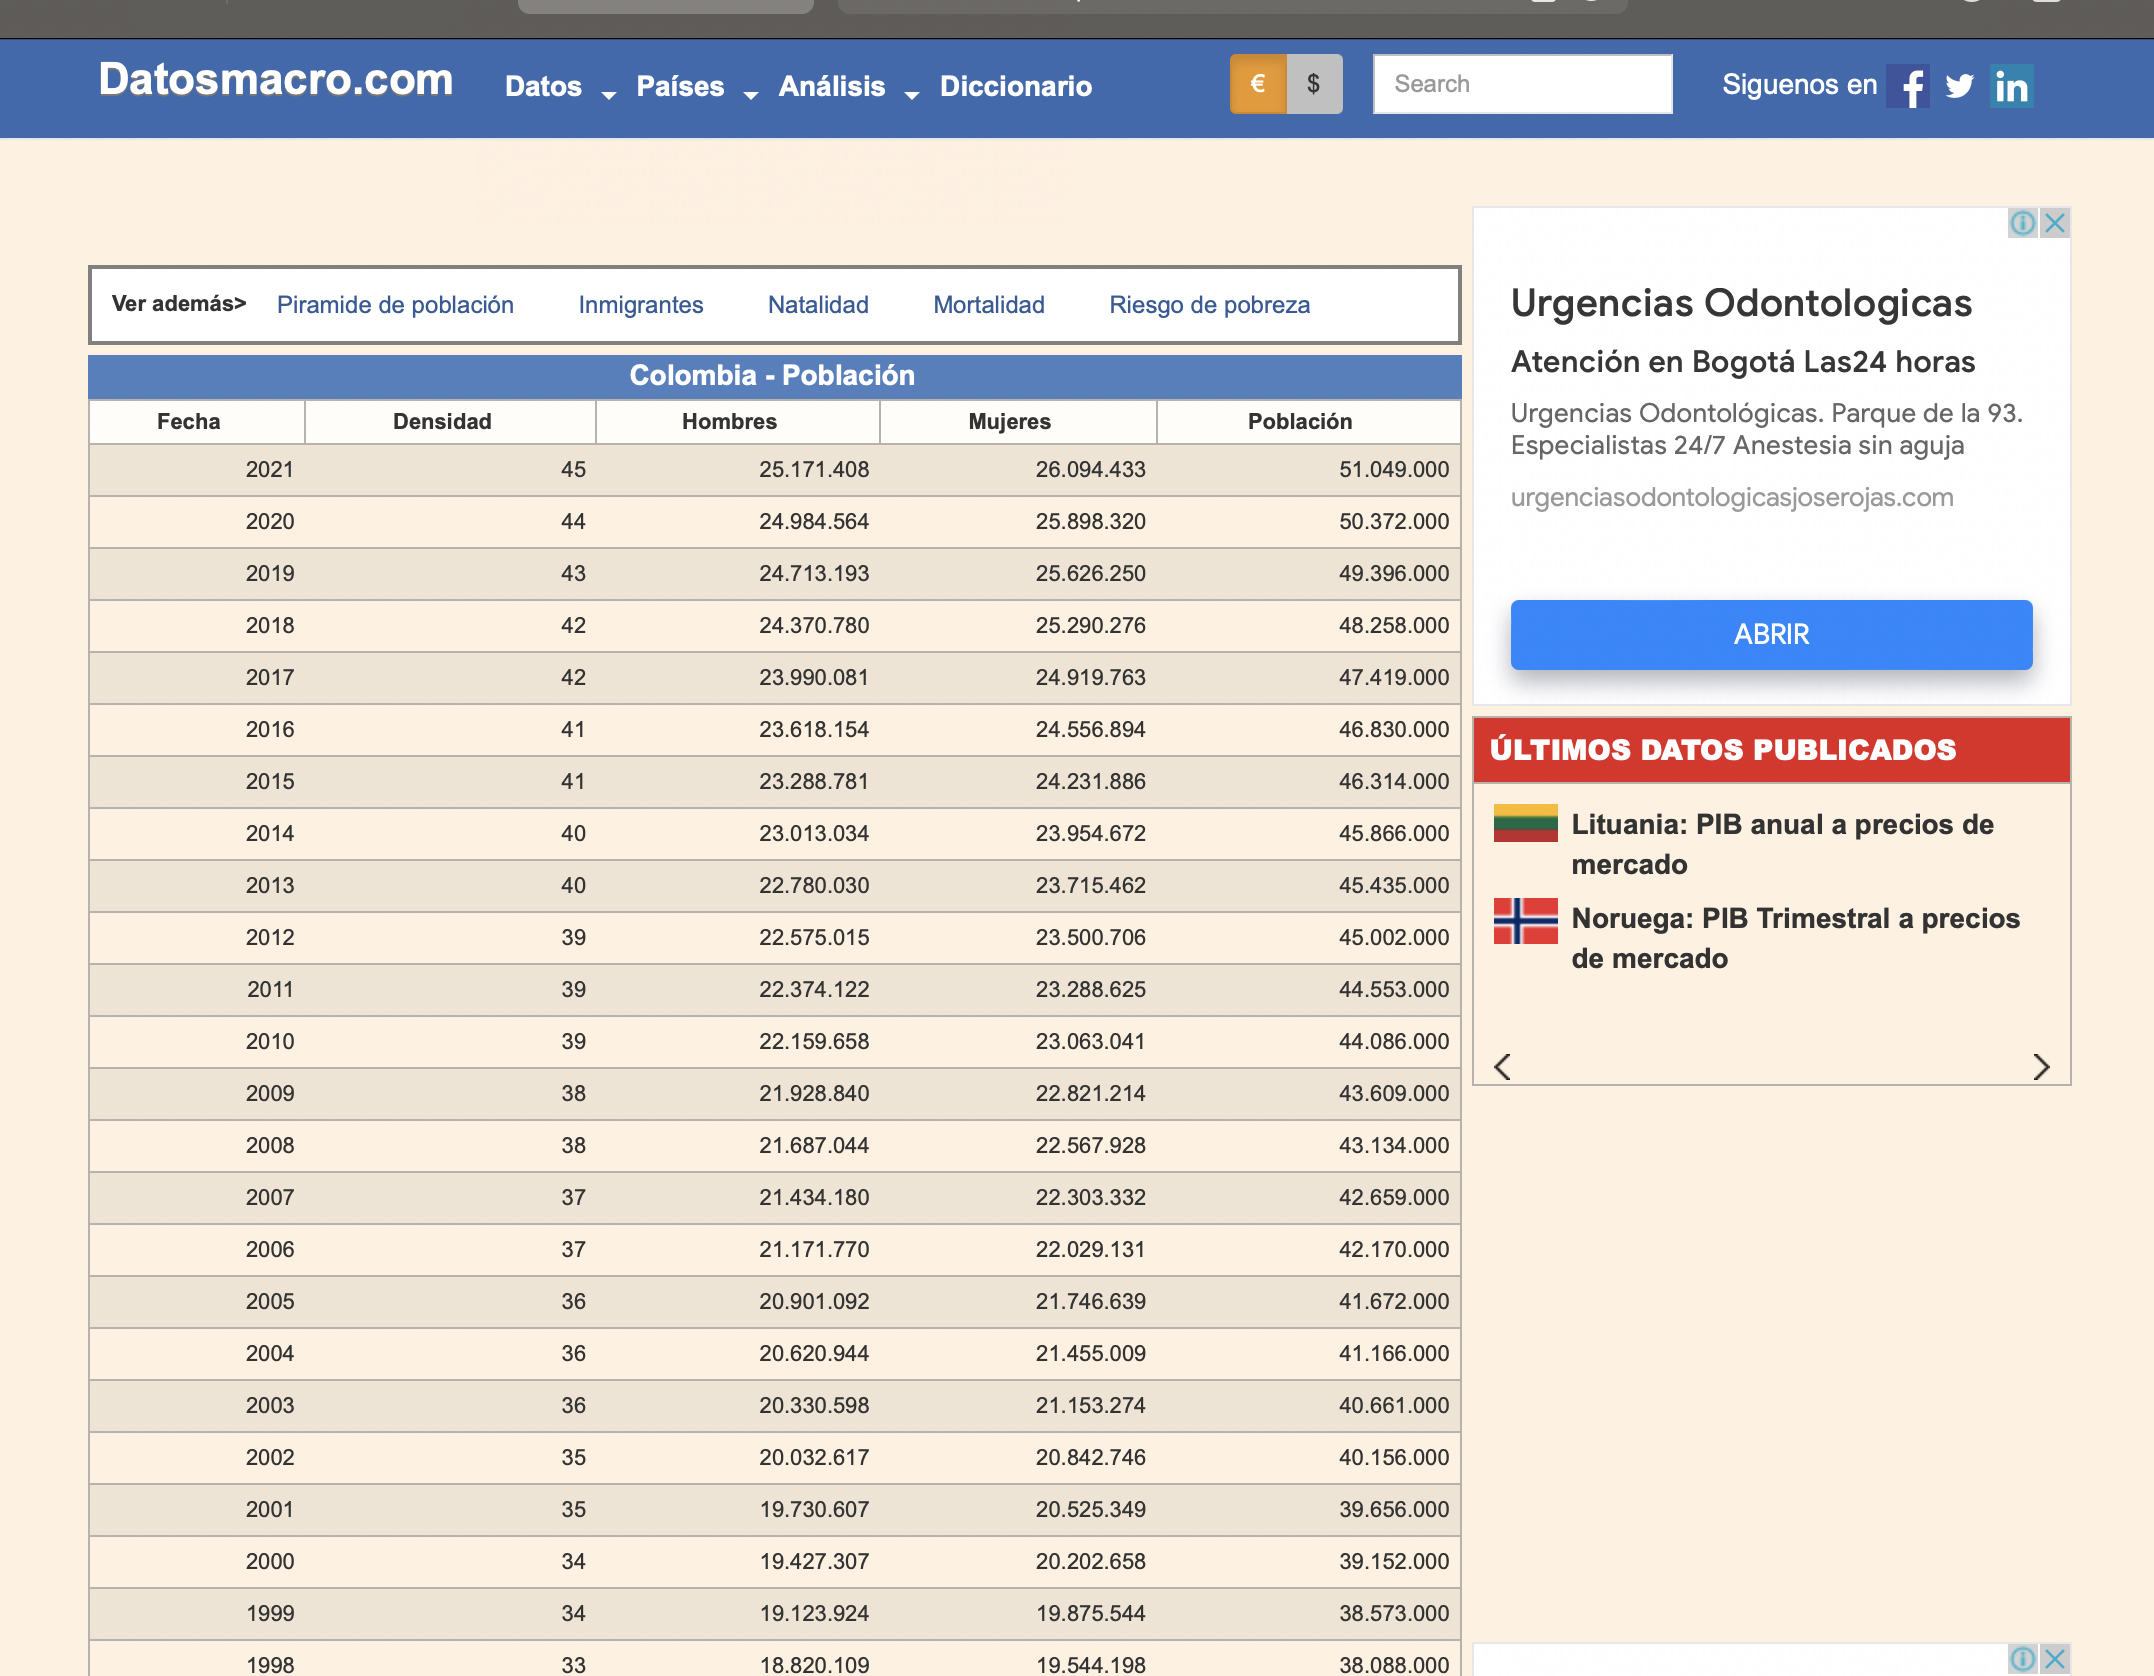 Datosmacro.com
Datos Países Análisis Diccionario
€ $
Search
Siguenos en
Ver además> Piramide de población Inmigrantes Natalidad Mortalidad Riesgo de pobreza
Colombia - Población
Fecha Densidad Hombres Mujeres Población
2021 45 25.171.408 26.094.433 51.049.000
2020 44 24.984.564 25.898.320 50.372.000
2019 43 24.713.193 25.626.250 49.396.000
2018 42 24.370.780 25.290.276 48.258.000
2017 42 23.990.081 24.919.763 47.419.000
2016 41 23.618.154 24.556.894 46.830.000
2015 41 23.288.781 24.231.886 46.314.000
2014 40 23.013.034 23.954.672 45.866.000
2013 40 22.780.030 23.715.462 45.435.000
2012 39 22.575.015 23.500.706 45.002.000
2011 39 22.374.122 23.288.625 44.553.000
2010 39 22.159.658 23.063.041 44.086.000
2009 38 21.928.840 22.821.214 43.609.000
2008 38 21.687.044 22.567.928 43.134.000
2007 37 21.434.180 22.303.332 42.659.000
2006 37 21.171.770 22.029.131 42.170.000
2005 36 20.901.092 21.746.639 41.672.000
2004 36 20.620.944 21.455.009 41.166.000
2003 36 20.330.598 21.153.274 40.661.000
2002 35 20.032.617 20.842.746 40.156.000
2001 35 19.730.607 20.525.349 39.656.000
2000 34 19.427.307 20.202.658 39.152.000
1999 34 19.123.924 19.875.544 38.573.000
1998 33 18.820.109 19.544.198 38.088.000
Urgencias Odontologicas
Atención en Bogotá Las24 horas
Urgencias Odontológicas. Parque de la 93.
Especialistas 24/7 Anestesia sin aguja
urgenciasodontologicasjoserojas.com
ABRIR
ÚLTIMOS DATOS PUBLICADOS
Lituania: PIB anual a precios de
mercado
Noruega: PIB Trimestral a precios
de mercado